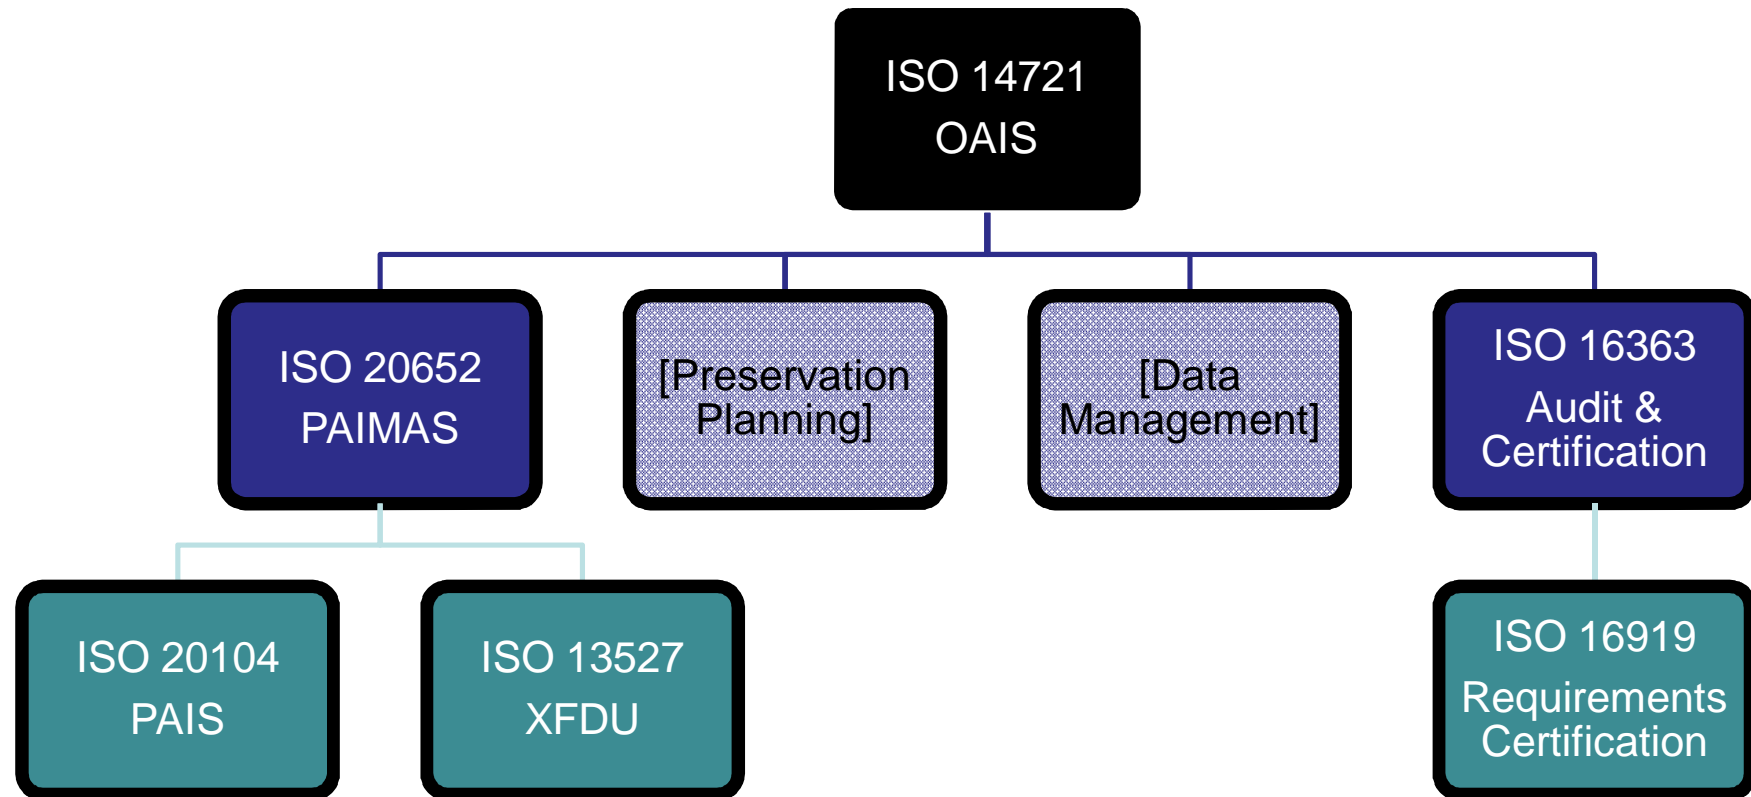 ISO 14721
OAIS
ISO 20652
PAIMAS
[Preservation
Planning]
[Data
Management]
ISO 16363
Audit &
Certification
ISO 20104
PAIS
ISO 13527
XFDU
ISO 16919
Requirements
Certification